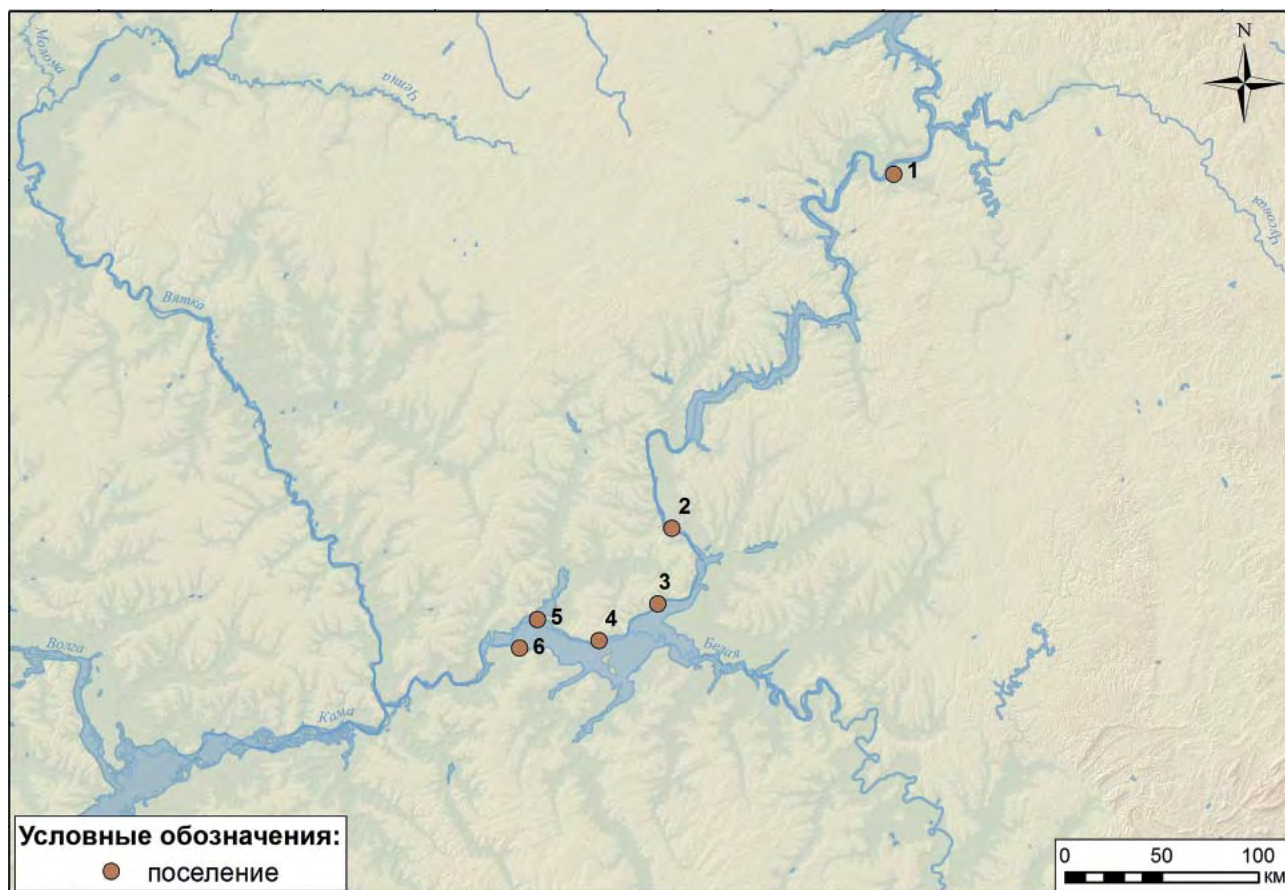 N
Молома
Чепца
1
Чусовая
Вятка
2
3
5
4
6
Белая
Волга
Кама
Условные обозначения:
поселение
0 50 100
КМ